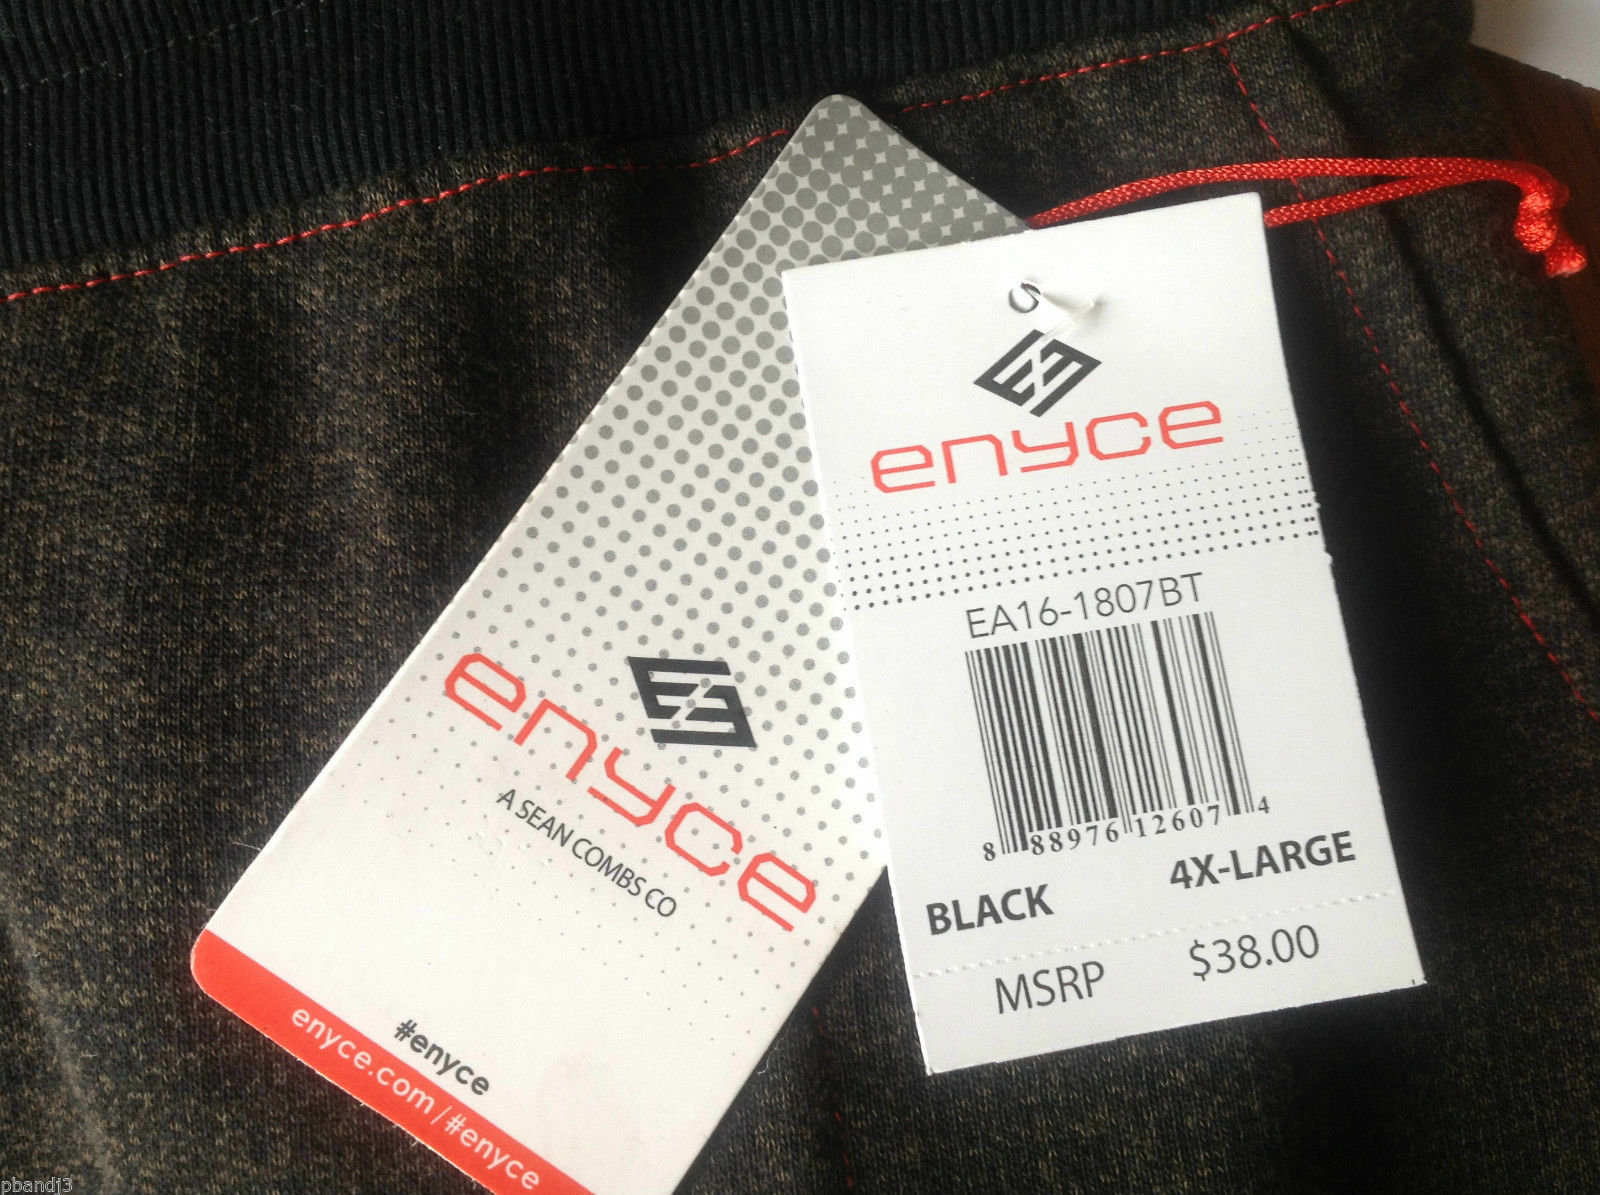 enyce
A SEAN COMBS CO
#enyce
enyce.com/#enyce
enyce
EA16-1807BT
8 88976 12607 4
BLACK 4X-LARGE
MSRP $38.00
pbandj3